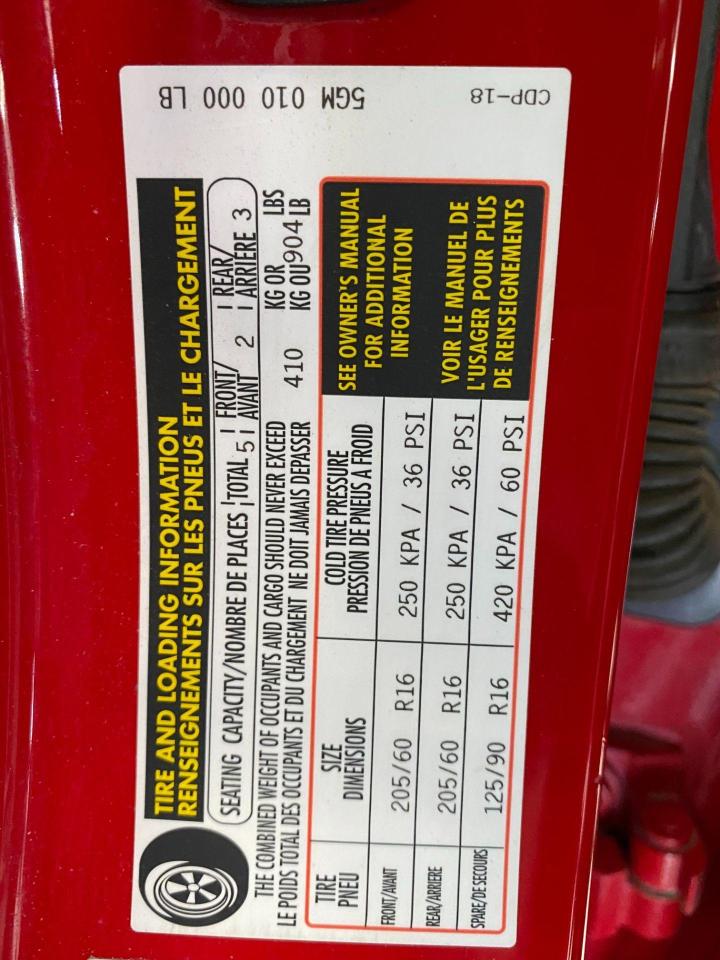 TIRE AND LOADING INFORMATION
RENSEIGNEMENTS SUR LES PNEUS ET LE CHARGEMENT
SEATING CAPACITY/NOMBRE DE PLACES | TOTAL 5 | FRONT/AVANT 2 | REAR/ARRIÈRE 3
THE COMBINED WEIGHT OF OCCUPANTS AND CARGO SHOULD NEVER EXCEED 410 KG OR 904 LBS
LE POIDS TOTAL DES OCCUPANTS ET DU CHARGEMENT NE DOIT JAMAIS DEPASSER KG OU LB
TIRE SIZE COLD TIRE PRESSURE
PNEU DIMENSIONS PRESSION DE PNEUS A FROID
FRONT/AVANT 205/60 R16 250 KPA / 36 PSI
REAR/ARRIERE 205/60 R16 250 KPA / 36 PSI
SPARE/DE SECOURS 125/90 R16 420 KPA / 60 PSI
SEE OWNER'S MANUAL
FOR ADDITIONAL
INFORMATION
VOIR LE MANUEL DE
L'USAGER POUR PLUS
DE RENSEIGNEMENTS
5GM 010 000 LB
CDP-18